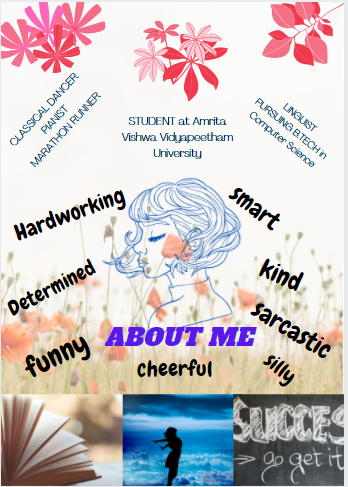 CLASSICAL DANCER
PIANIST
MARATHON RUNNER
STUDENT at Amrita
Vishwa Vidyapeetham
University
LINGUIST
PURSUING B.TECH in
Computer Science
Hardworking
smart
Determined
kind
sarcastic
funny
ABOUT ME
cheerful
silly
SUCCES
→ go get it